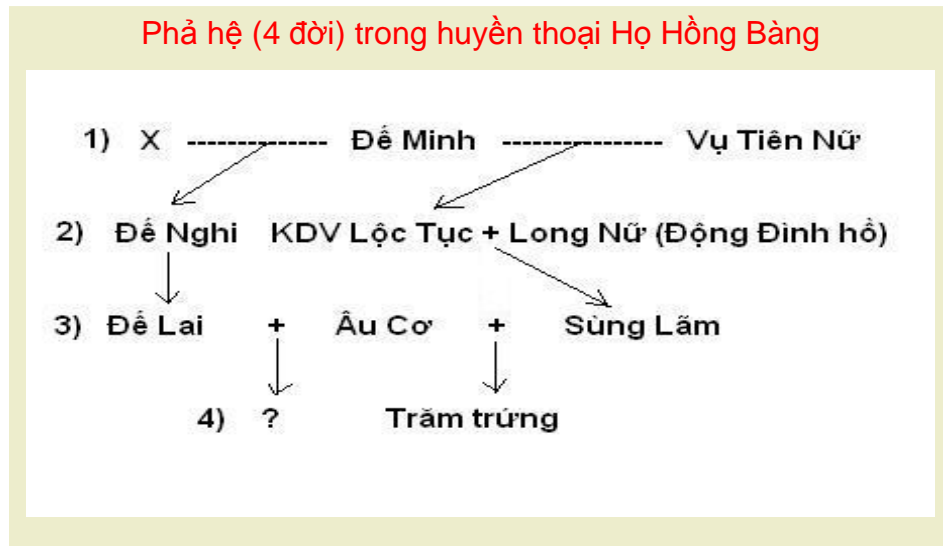 Phả hệ (4 đời) trong huyền thoại Họ Hồng Bàng
1) X -------------- Đế Minh ---------------- Vụ Tiên Nữ
2) Đế Nghi KDV Lộc Tục + Long Nữ (Động Đình hồ)
3) Đế Lai + Âu Cơ + Sùng Lãm
4) ? Trăm trứng